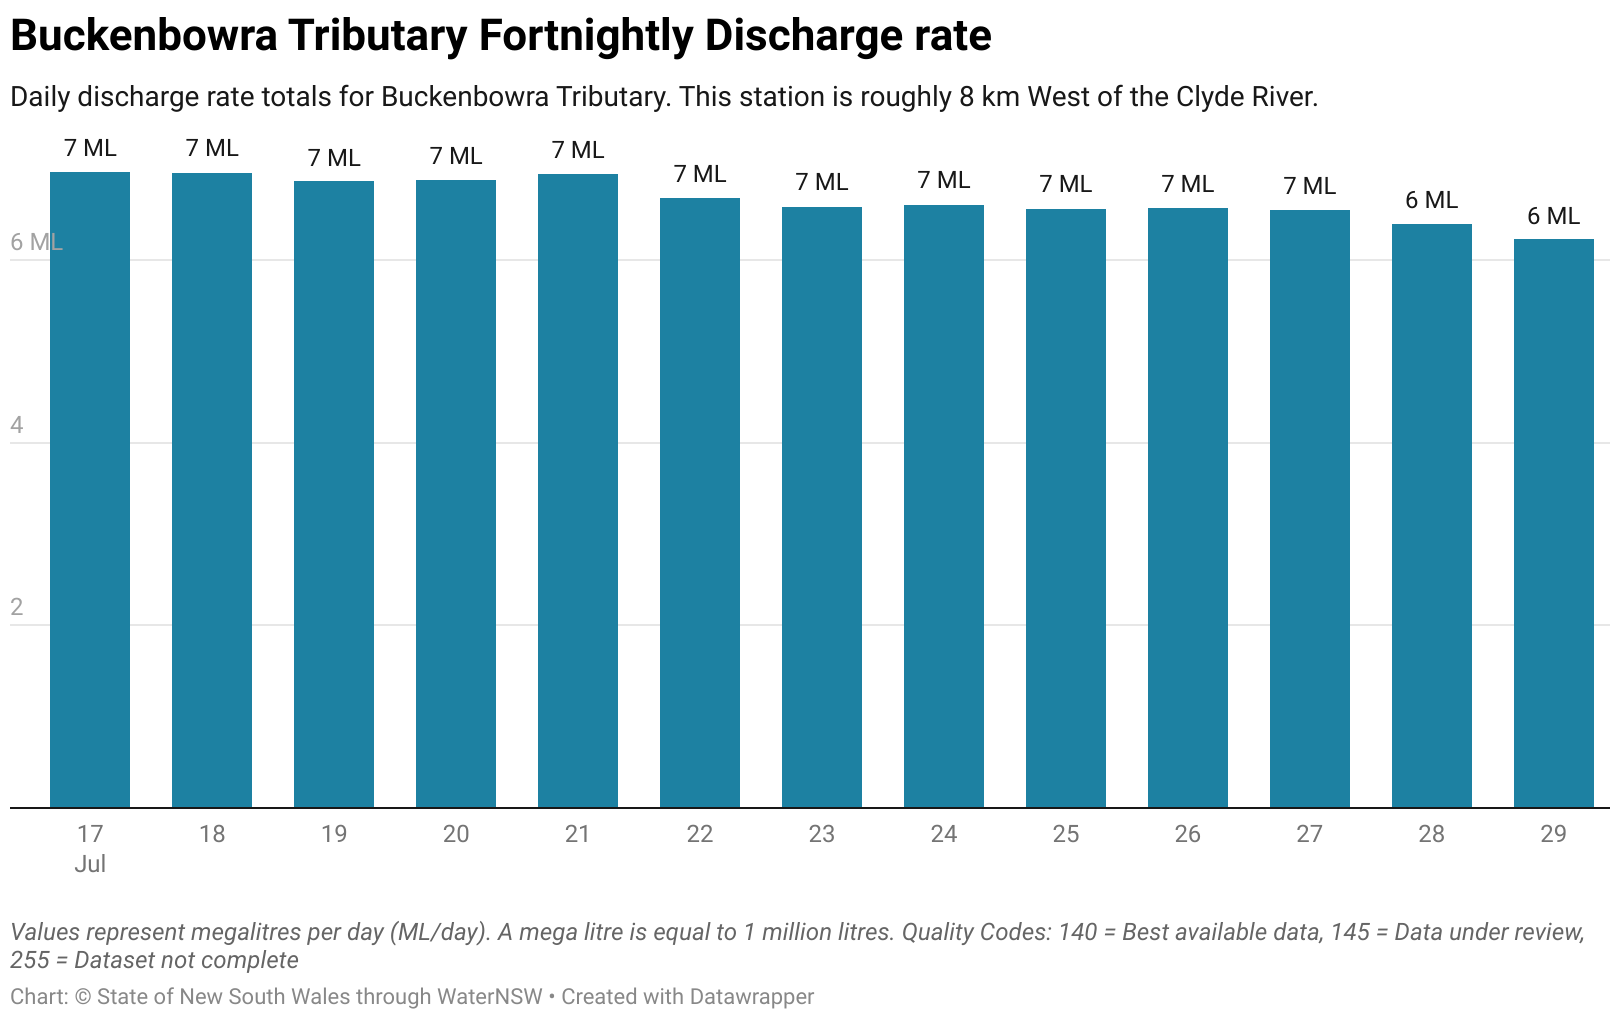 Buckenbowra Tributary Fortnightly Discharge rate
Daily discharge rate totals for Buckenbowra Tributary. This station is roughly 8 km West of the Clyde River.
7 ML 7 ML 7 ML 7 ML 7 ML 7 ML 7 ML 7 ML 7 ML 7 ML 7 ML 6 ML 6 ML
6 ML
4
2
17 18 19 20 21 22 23 24 25 26 27 28 29
Jul
Values represent megalitres per day (ML/day). A mega litre is equal to 1 million litres. Quality Codes: 140 = Best available data, 145 = Data under review,
255 = Dataset not complete
Chart: © State of New South Wales through WaterNSW • Created with Datawrapper